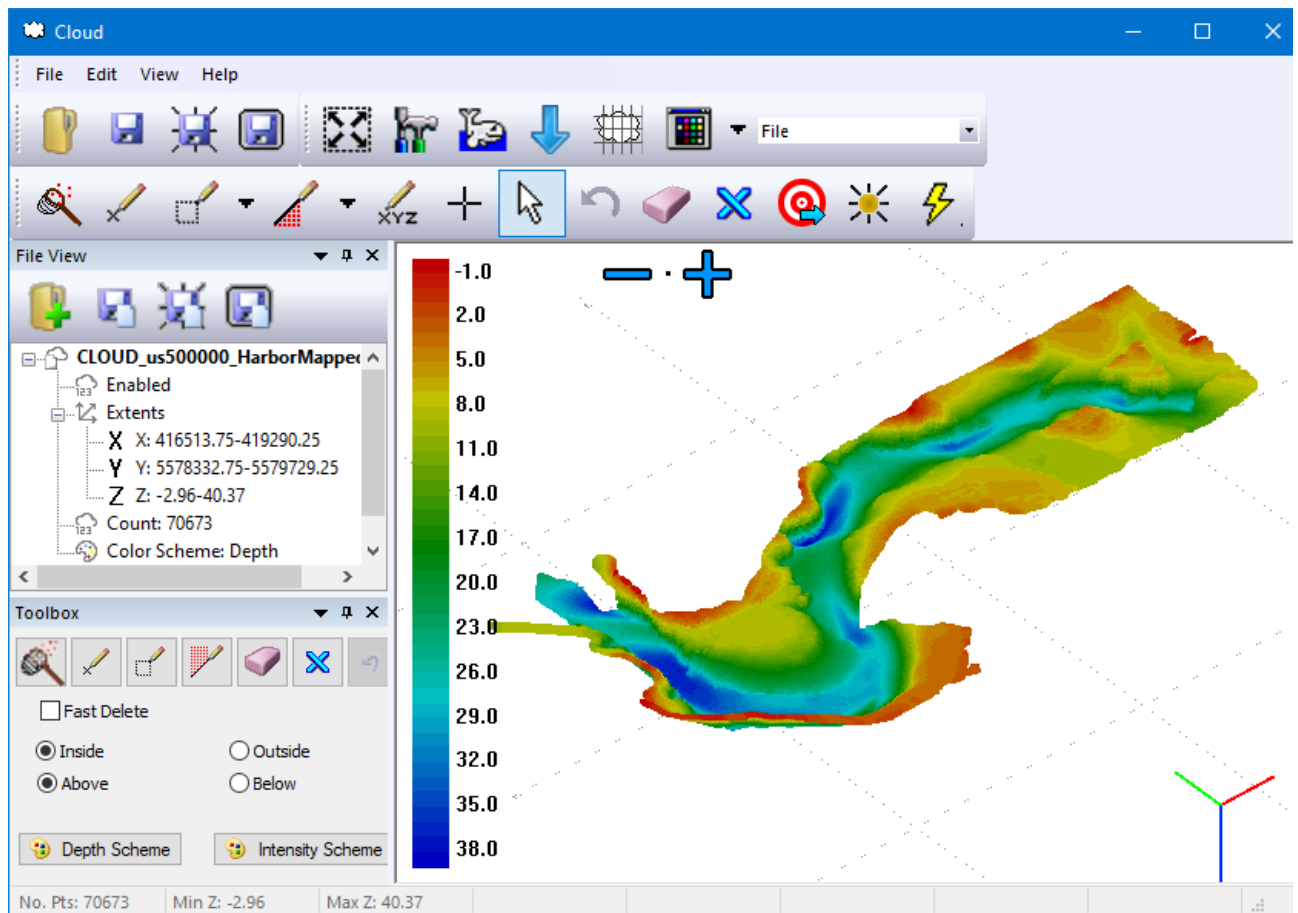 Cloud
File Edit View Help
File
XYZ
File View
CLOUD_us500000_HarborMapped
Enabled
Extents
X X: 416513.75-419290.25
Y Y: 5578332.75-5579729.25
Z Z: -2.96-40.37
123 Count: 70673
Color Scheme: Depth
Toolbox
Fast Delete
Inside Outside
Above Below
Depth Scheme Intensity Scheme
-1.0
2.0
5.0
8.0
11.0
14.0
17.0
20.0
23.0
26.0
29.0
32.0
35.0
38.0
No. Pts: 70673 Min Z: -2.96 Max Z: 40.37